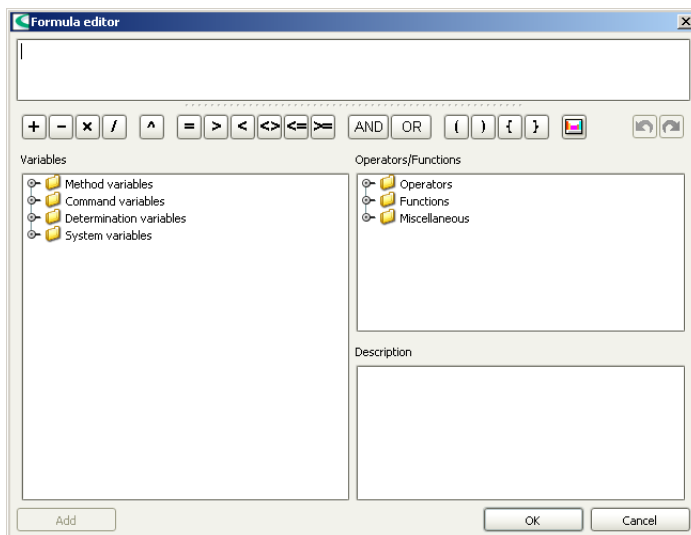 Formula editor
+ - × / ^ = > < <> <= >= AND OR ( ) { }
Variables
Method variables
Command variables
Determination variables
System variables
Operators/Functions
Operators
Functions
Miscellaneous
Description
Add
OK
Cancel